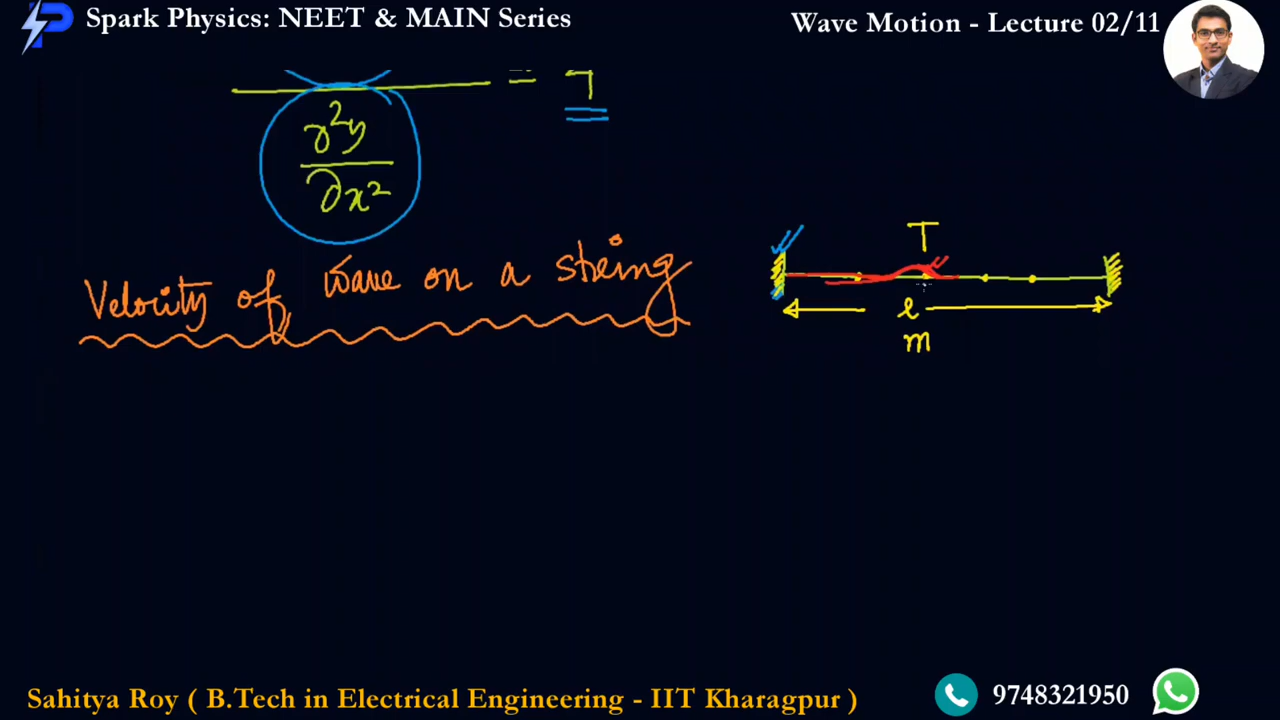 Spark Physics: NEET & MAIN Series
Wave Motion - Lecture 02/11
=
∂²y
∂x²
Velocity of wave on a string
T
l
m
Sahitya Roy ( B.Tech in Electrical Engineering - IIT Kharagpur )
9748321950